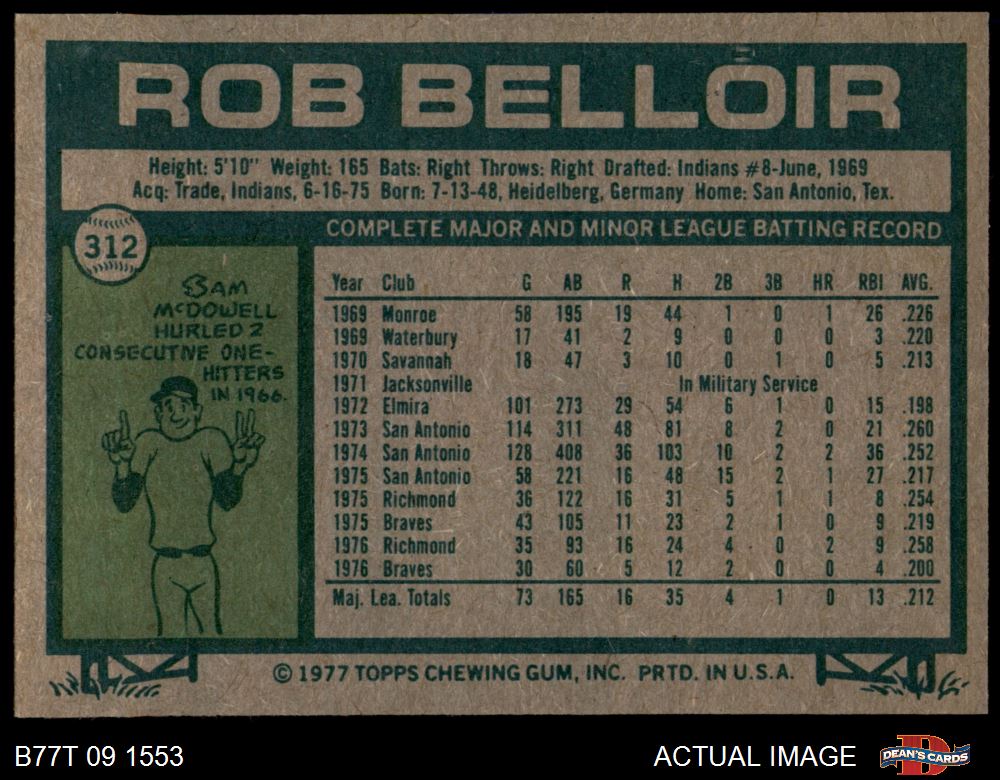 ROB BELLOIR
Height: 5'10" Weight: 165 Bats: Right Throws: Right Drafted: Indians #8-June, 1969
Acq: Trade, Indians, 6-16-75 Born: 7-13-48, Heidelberg, Germany Home: San Antonio, Tex.
312
COMPLETE MAJOR AND MINOR LEAGUE BATTING RECORD
SAM
McDOWELL
HURLED 2
CONSECUTIVE ONE-
HITTERS
IN 1966.
Year Club G AB R H 2B 3B HR RBI AVG.
1969 Monroe 58 195 19 44 1 0 1 26 .226
1969 Waterbury 17 41 2 9 0 0 0 3 .220
1970 Savannah 18 47 3 10 0 1 0 5 .213
1971 Jacksonville In Military Service
1972 Elmira 101 273 29 54 6 1 0 15 .198
1973 San Antonio 114 311 48 81 8 2 0 21 .260
1974 San Antonio 128 408 36 103 10 2 2 36 .252
1975 San Antonio 58 221 16 48 15 2 1 27 .217
1975 Richmond 36 122 16 31 5 1 1 8 .254
1975 Braves 43 105 11 23 2 1 0 9 .219
1976 Richmond 35 93 16 24 4 0 2 9 .258
1976 Braves 30 60 5 12 2 0 0 4 .200
Maj. Lea. Totals 73 165 16 35 4 1 0 13 .212
© 1977 TOPPS CHEWING GUM, INC. PRTD. IN U.S.A.
B77T 09 1553
ACTUAL IMAGE
DEAN'S CARDS